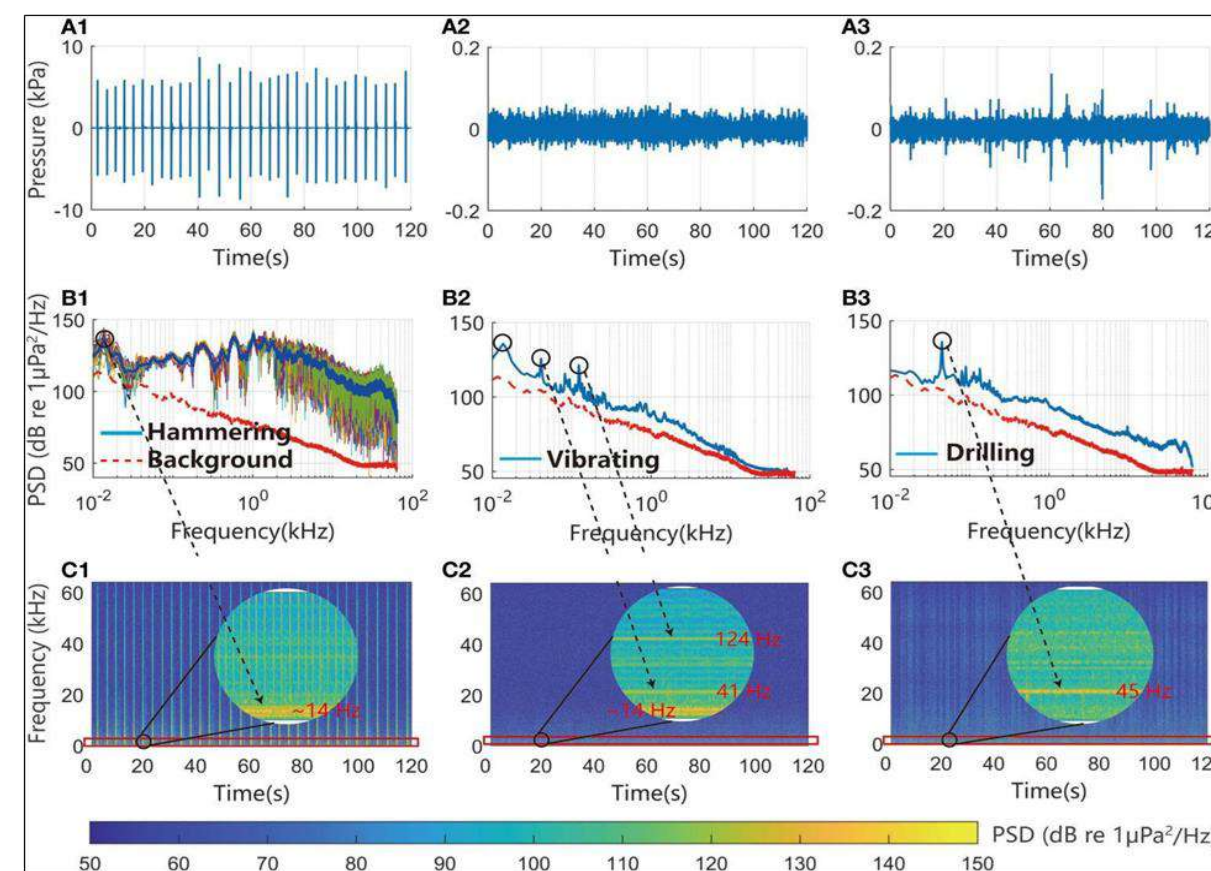 A1
A2
A3
10
0
-10
Pressure (kPa)
0 20 40 60 80 100 120
Time(s)
0.2
0
-0.2
0 20 40 60 80 100 120
Time(s)
0.2
0
-0.2
0 20 40 60 80 100
Time(s)
B1
B2
B3
150
100
50
PSD (dB re 1μPa²/Hz)
Hammering
Background
10⁻² 10⁰ 10²
Frequency(kHz)
150
100
50
Vibrating
10⁻² 10⁰ 10²
Frequency(kHz)
150
100
50
Drilling
10⁻² 10⁰
Frequency(kHz)
C1
C2
C3
60
40
20
0
Frequency (kHz)
~14 Hz
0 20 40 60 80 100 120
Time(s)
60
40
20
0
124 Hz
41 Hz
~14 Hz
0 20 40 60 80 100 120
Time(s)
60
40
20
0
45 Hz
0 20 40 60 80 100
Time(s)
50 60 70 80 90 100 110 120 130 140 150
PSD (dB re 1μPa²/Hz